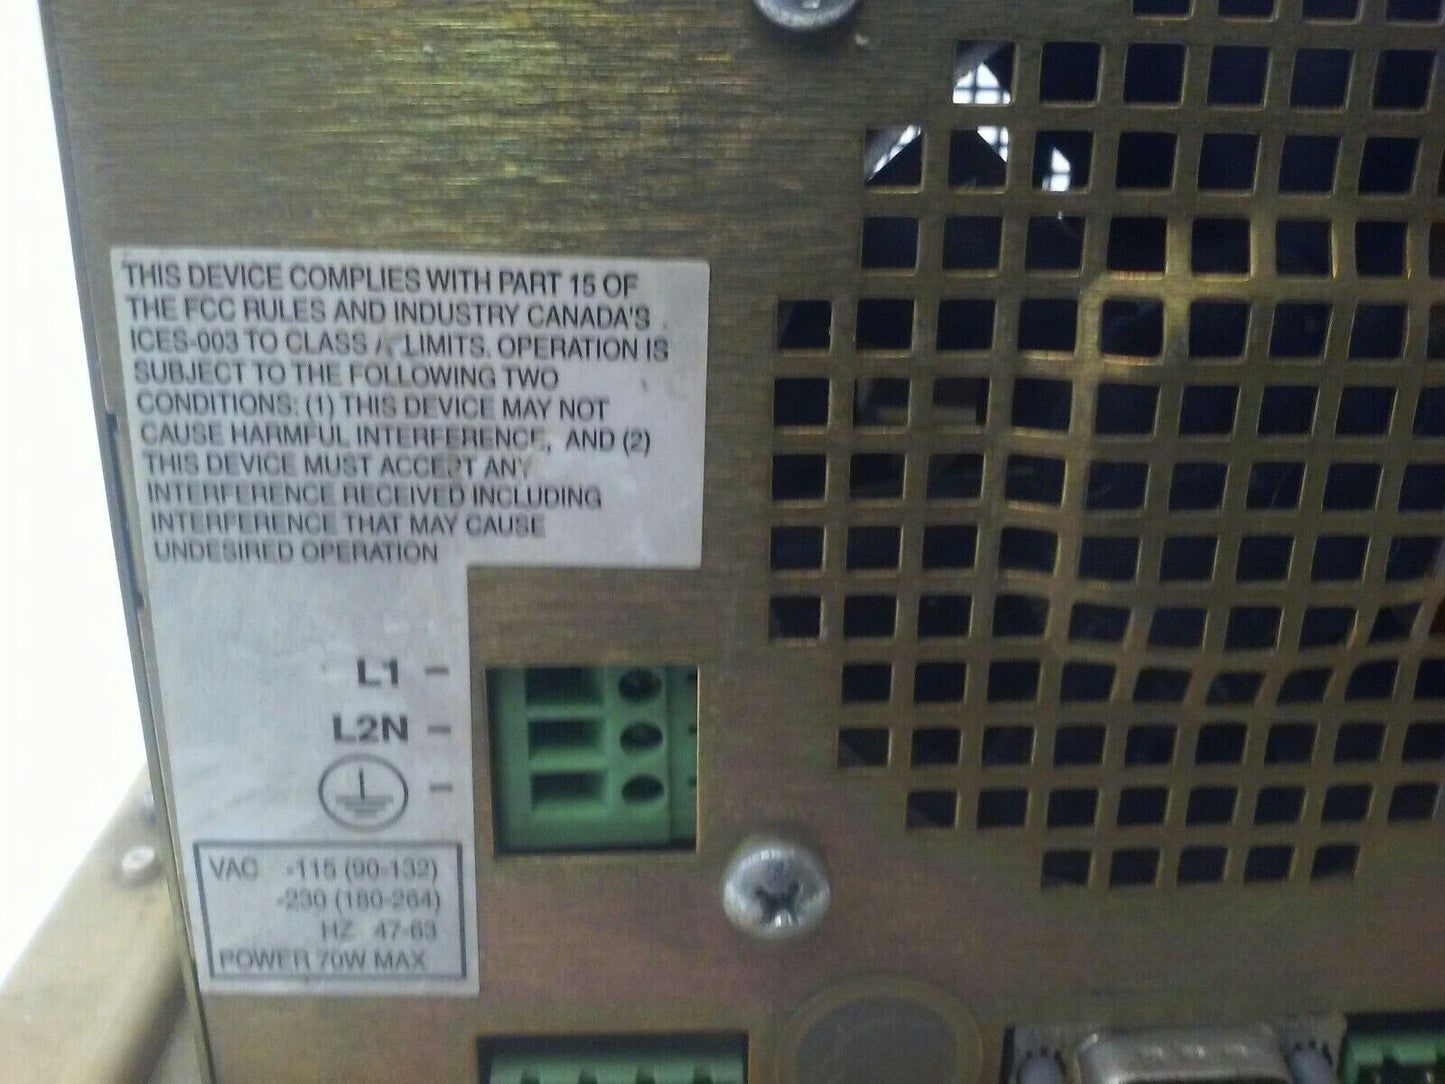 THIS DEVICE COMPLIES WITH PART 15 OF
THE FCC RULES AND INDUSTRY CANADA'S
ICES-003 TO CLASS A LIMITS. OPERATION IS
SUBJECT TO THE FOLLOWING TWO
CONDITIONS: (1) THIS DEVICE MAY NOT
CAUSE HARMFUL INTERFERENCE, AND (2)
THIS DEVICE MUST ACCEPT ANY
INTERFERENCE RECEIVED INCLUDING
INTERFERENCE THAT MAY CAUSE
UNDESIRED OPERATION
L1 -
L2N -
-
VAC -115 (90-132)
-230 (180-264)
HZ 47-63
POWER 70W MAX